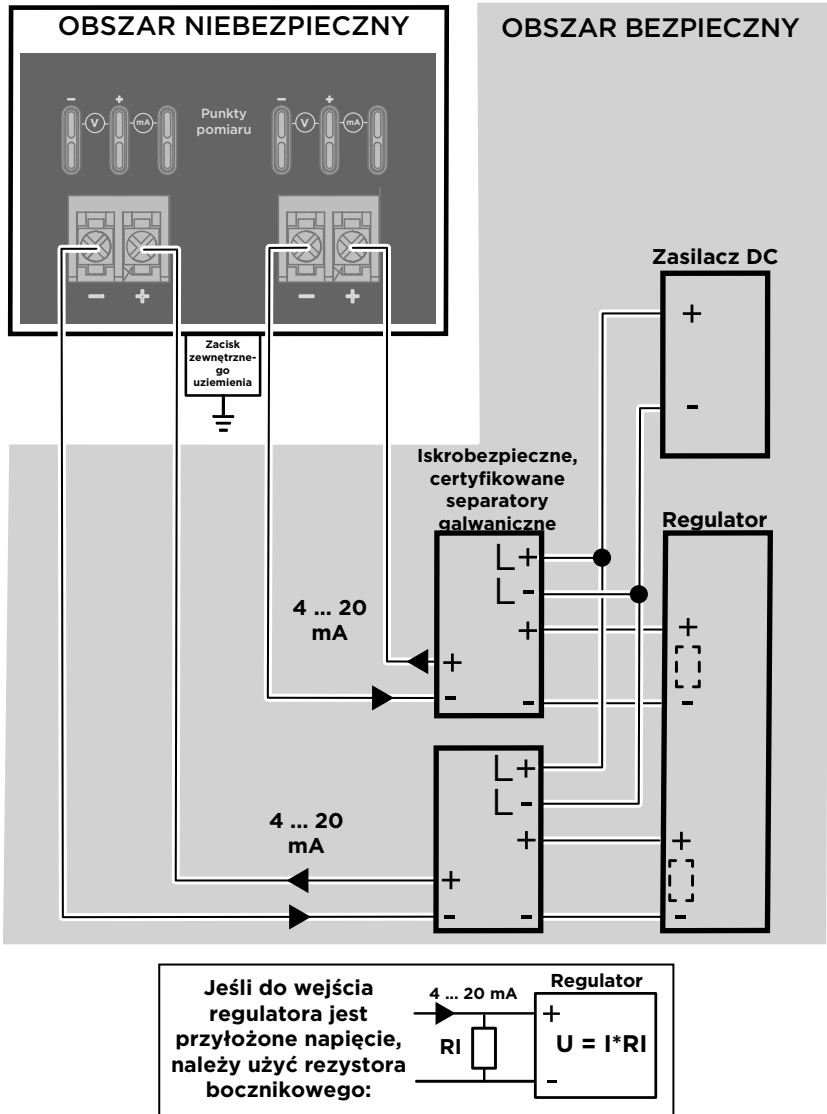 OBSZAR NIEBEZPIECZNY
OBSZAR BEZPIECZNY
- + - +
Punkty
pomiaru
V mA V mA
- + - +
Zacisk
zewnętrzne-
go
uziemienia
Zasilacz DC
+
-
Iskrobezpieczne,
certyfikowane
separatory
galwaniczne
Regulator
L+
L-
4 ... 20
mA
+ +
+
- - -
L+
L-
4 ... 20
mA
+ +
+
- - -
Jeśli do wejścia
regulatora jest
przyłożone napięcie,
należy użyć rezystora
bocznikowego:
4 ... 20 mA
Regulator
+
RI
U = I*RI
-